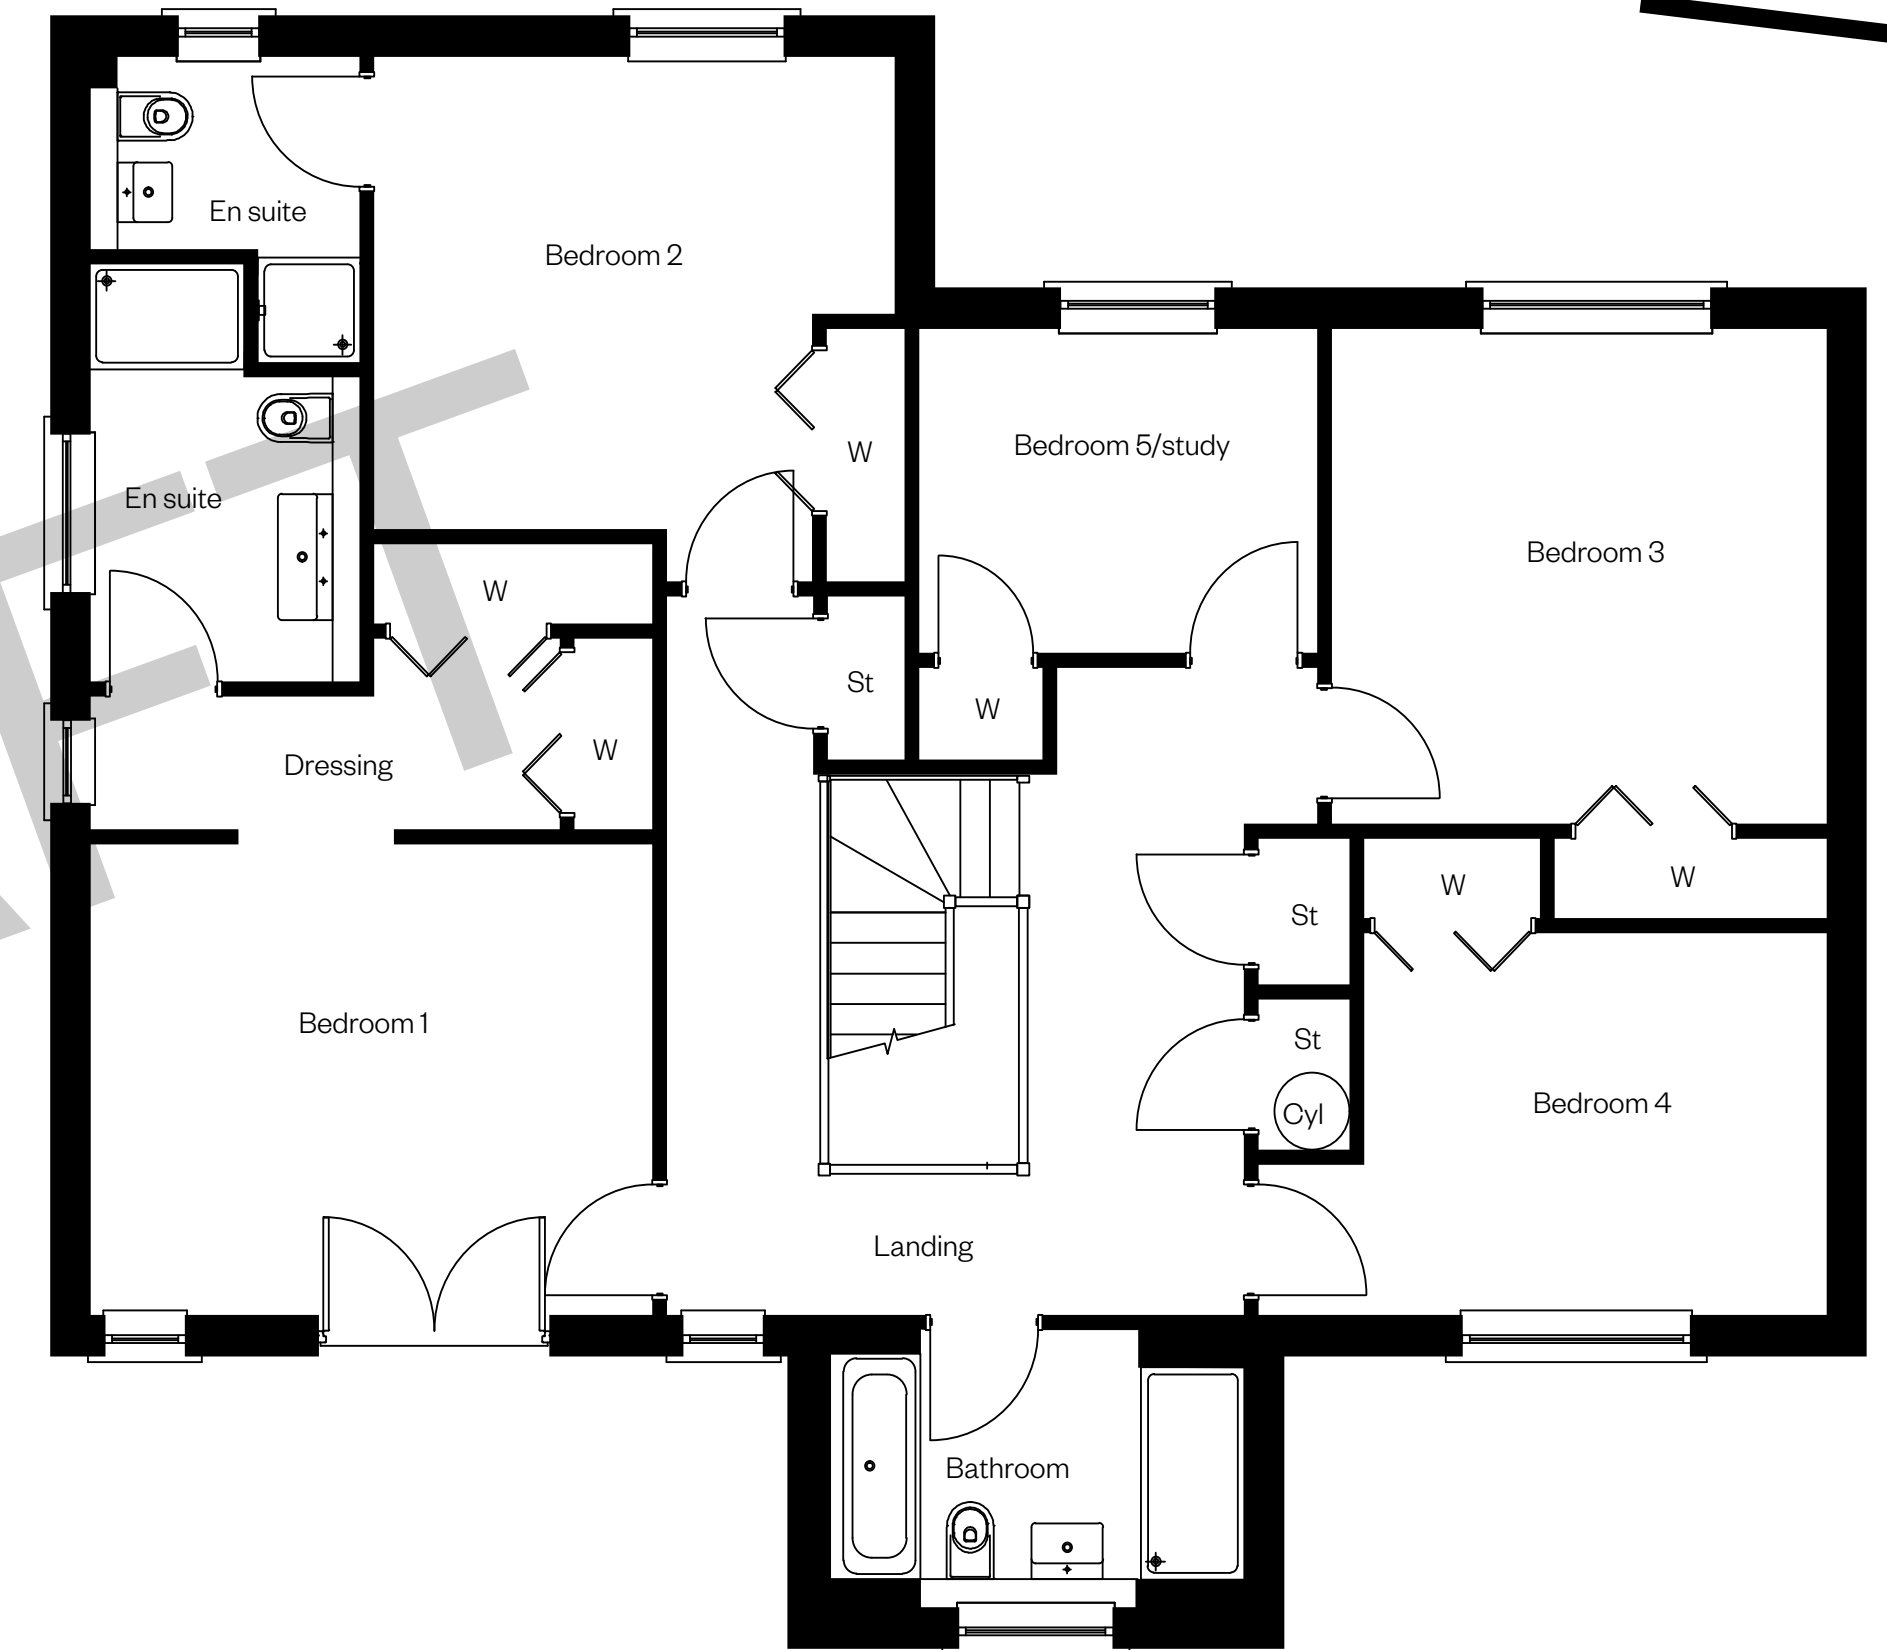 En suite
Bedroom 2
W
Bedroom 5/study
En suite
Bedroom 3
W
St
W
W
Dressing
W
W
St
Bedroom 1
St
Cyl
Bedroom 4
Landing
Bathroom
FT